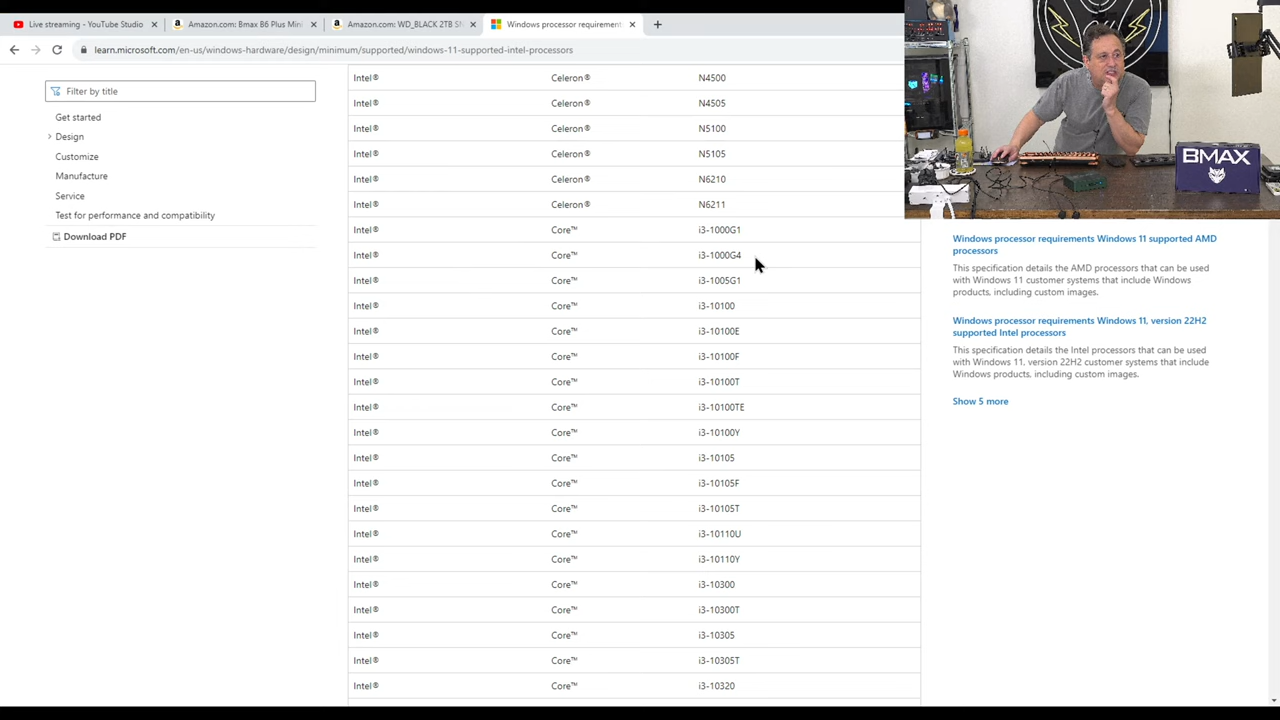 Live streaming - YouTube Studio
Amazon.com: Bmax B6 Plus Mini
Amazon.com: WD_BLACK 2TB SN
Windows processor requirement
learn.microsoft.com/en-us/windows-hardware/design/minimum/supported/windows-11-supported-intel-processors
Filter by title
Get started
Design
Customize
Manufacture
Service
Test for performance and compatibility
Download PDF
Intel® Celeron® N4500
Intel® Celeron® N4505
Intel® Celeron® N5100
Intel® Celeron® N5105
Intel® Celeron® N6210
Intel® Celeron® N6211
Intel® Core™ i3-1000G1
Intel® Core™ i3-1000G4
Intel® Core™ i3-1005G1
Intel® Core™ i3-10100
Intel® Core™ i3-10100E
Intel® Core™ i3-10100F
Intel® Core™ i3-10100T
Intel® Core™ i3-10100TE
Intel® Core™ i3-10100Y
Intel® Core™ i3-10105
Intel® Core™ i3-10105F
Intel® Core™ i3-10105T
Intel® Core™ i3-10110U
Intel® Core™ i3-10110Y
Intel® Core™ i3-10300
Intel® Core™ i3-10300T
Intel® Core™ i3-10305
Intel® Core™ i3-10305T
Intel® Core™ i3-10320
BMAX
Windows processor requirements Windows 11 supported AMD
processors
This specification details the AMD processors that can be used
with Windows 11 customer systems that include Windows
products, including custom images.
Windows processor requirements Windows 11, version 22H2
supported Intel processors
This specification details the Intel processors that can be used
with Windows 11, version 22H2 customer systems that include
Windows products, including custom images.
Show 5 more